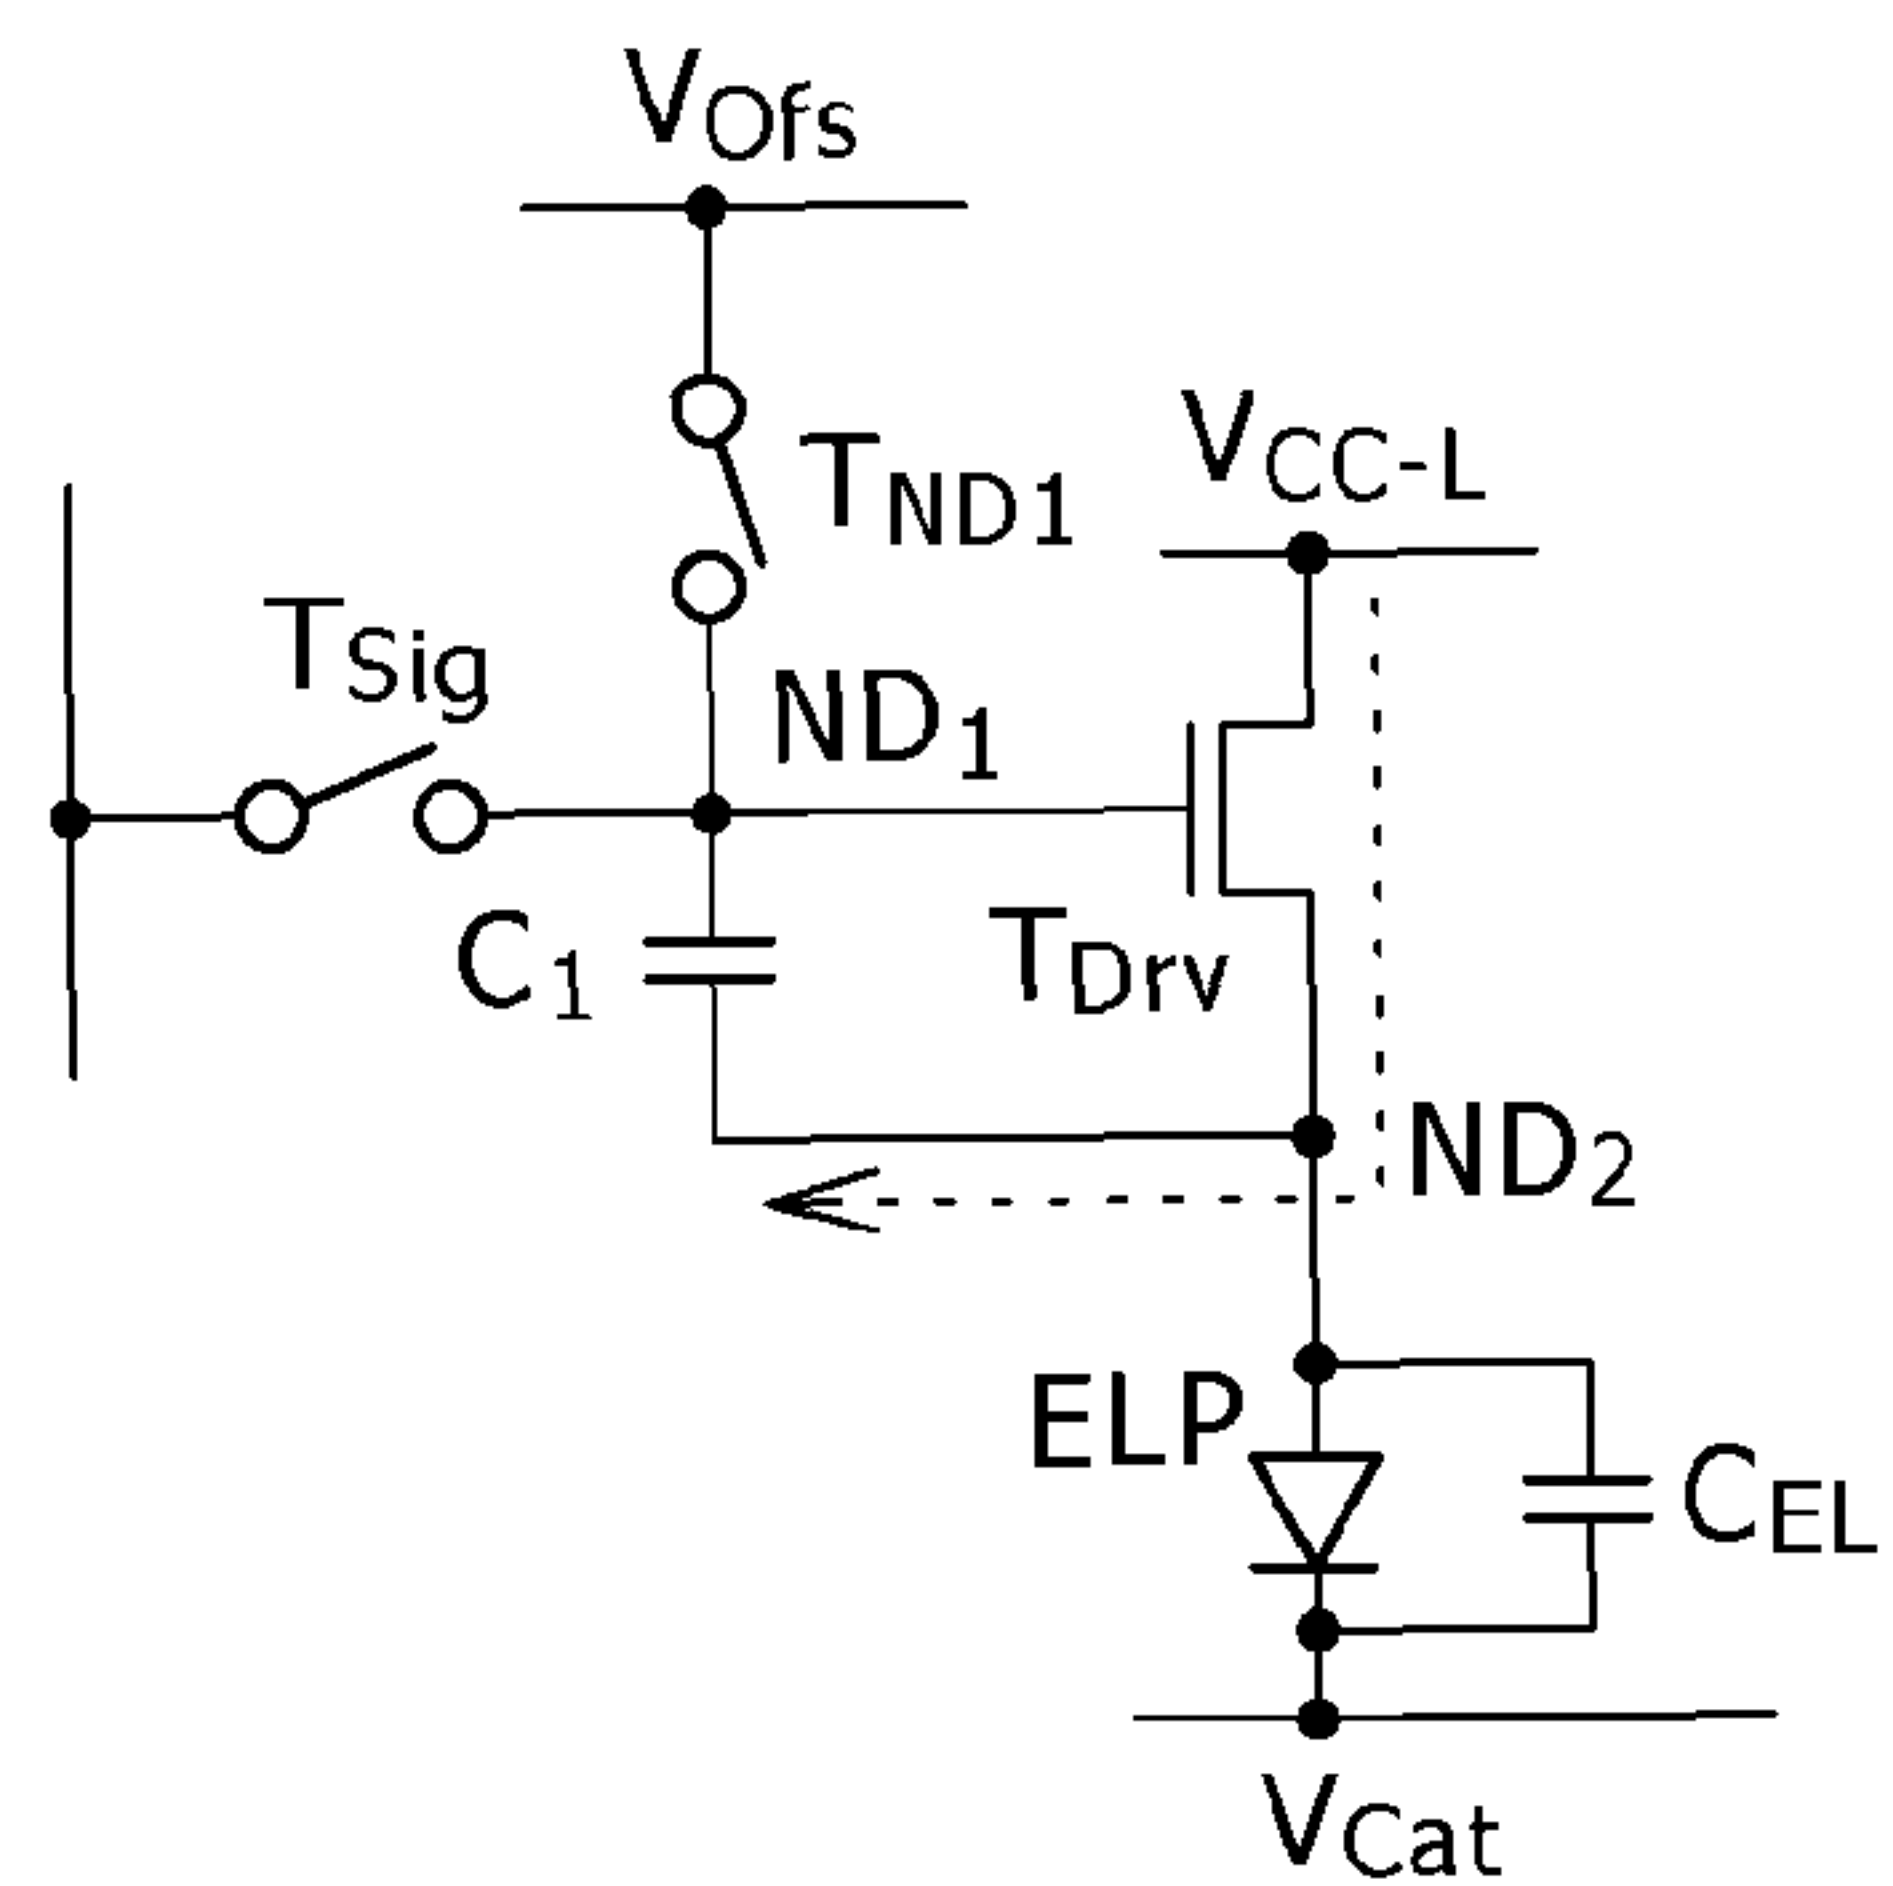 VOfs
TND1
VCC-L
TSig
ND1
C1
TDrv
ND2
ELP
CEL
VCat